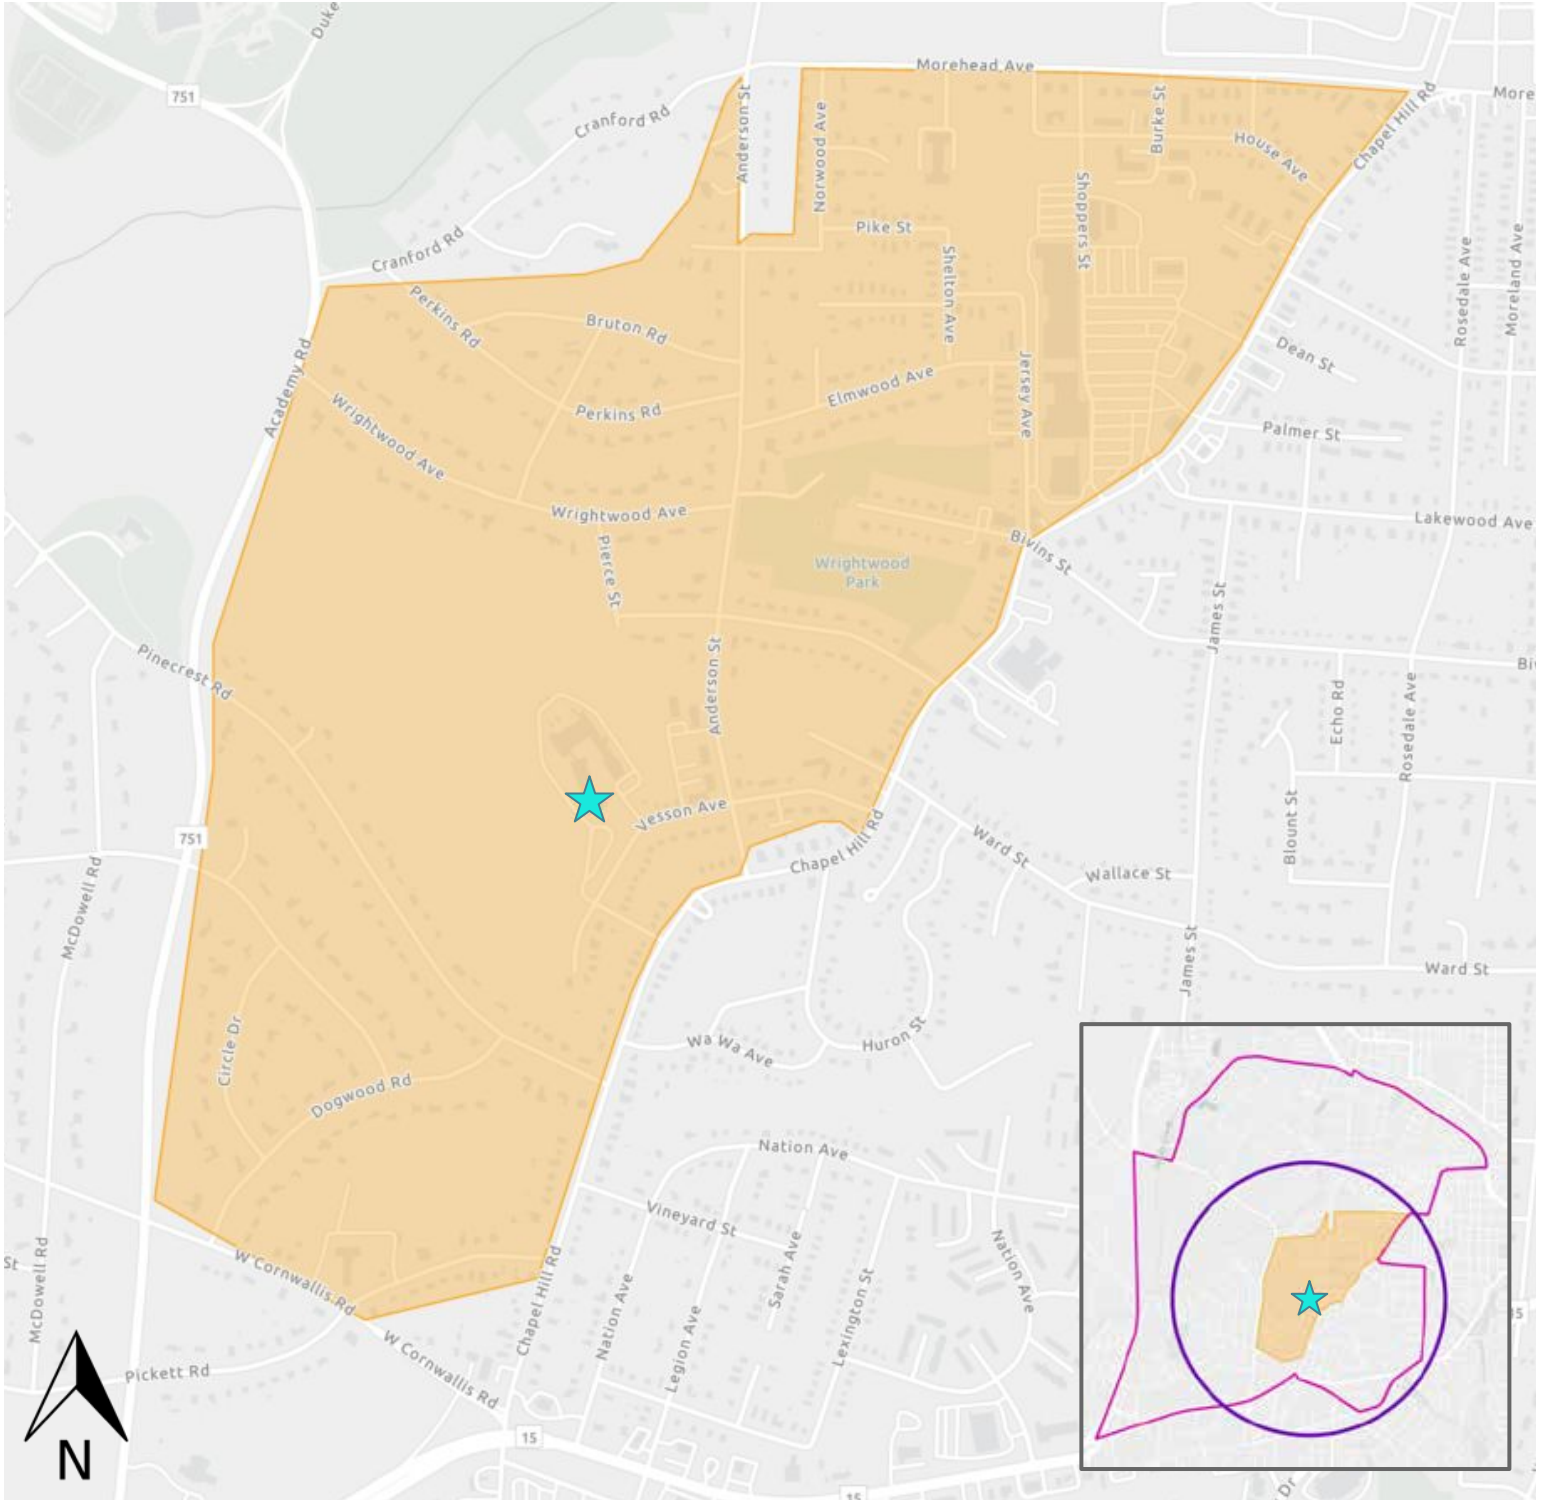 Duke
Morehead Ave
751
Chapel Hill Rd
More
Cranford Rd
Anderson St
Norwood Ave
Burke St
House Ave
Shoppers St
Pike St
Cranford Rd
Shelton Ave
Rosedale Ave
Moreland Ave
Perkins Rd
Bruton Rd
Dean St
Academy Rd
Elmwood Ave
Jersey Ave
Wrightwood Ave
Perkins Rd
Palmer St
Wrightwood Ave
Lakewood Ave
Pierce St
Bivins St
Wrightwood
Park
James St
Pinecrest Rd
Anderson St
Bi
Echo Rd
Rosedale Ave
Vesson Ave
751
Chapel Hill Rd
Ward St
Blount St
Wallace St
McDowell Rd
James St
Ward St
Circle Dr
Wa Wa Ave
Huron St
Dogwood Rd
Nation Ave
Vineyard St
St
McDowell Rd
W Cornwallis Rd
Chapel Hill Rd
Nation Ave
Sarah Ave
Lexington St
Nation Ave
Legion Ave
15
Pickett Rd
W Cornwallis Rd
N
15
15
Dr